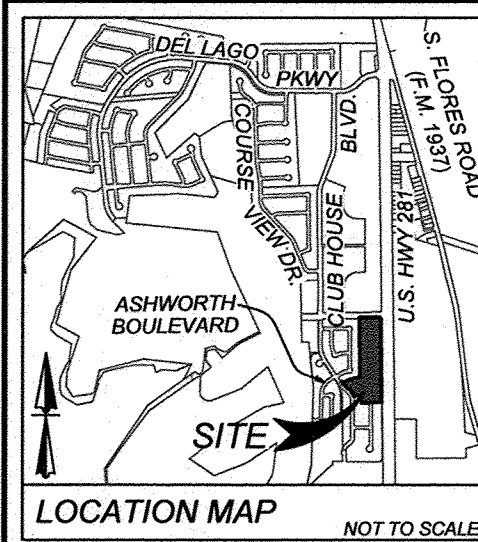 DEL LAGO
PKWY
S. FLORES ROAD
(F.M. 1937)
COURSE VIEW DR.
CLUB HOUSE BLVD.
U.S. HWY 281
ASHWORTH
BOULEVARD
SITE
LOCATION MAP
NOT TO SCALE